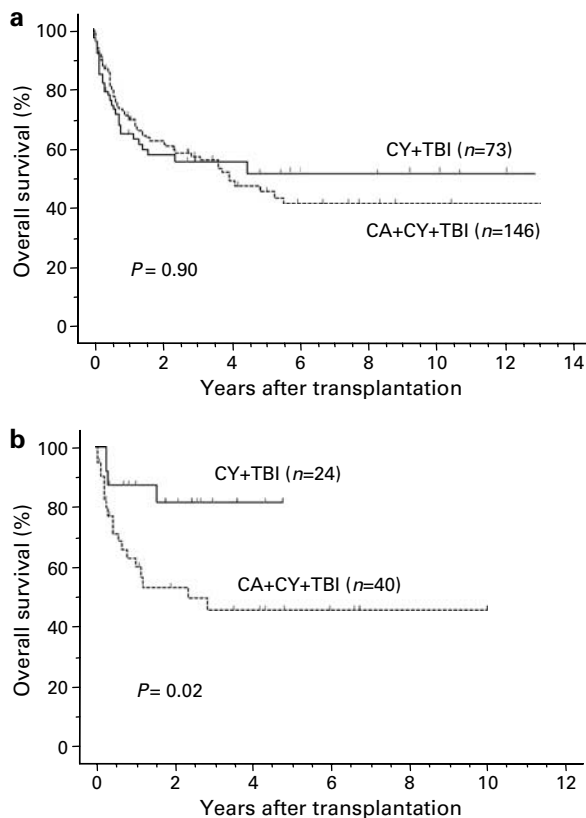 a
100
80
60
40
20
0
Overall survival (%)
CY+TBI (n=73)
CA+CY+TBI (n=146)
P = 0.90
0 2 4 6 8 10 12 14
Years after transplantation
b
100
80
60
40
20
0
Overall survival (%)
CY+TBI (n=24)
CA+CY+TBI (n=40)
P = 0.02
0 2 4 6 8 10 12
Years after transplantation